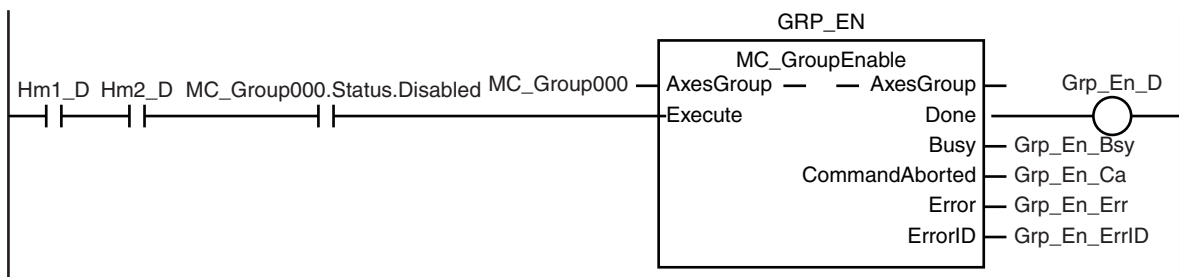 GRP_EN
MC_GroupEnable
Hm1_D Hm2_D MC_Group000.Status.Disabled MC_Group000 AxesGroup AxesGroup Grp_En_D
Execute Done
Busy Grp_En_Bsy
CommandAborted Grp_En_Ca
Error Grp_En_Err
ErrorID Grp_En_ErrID